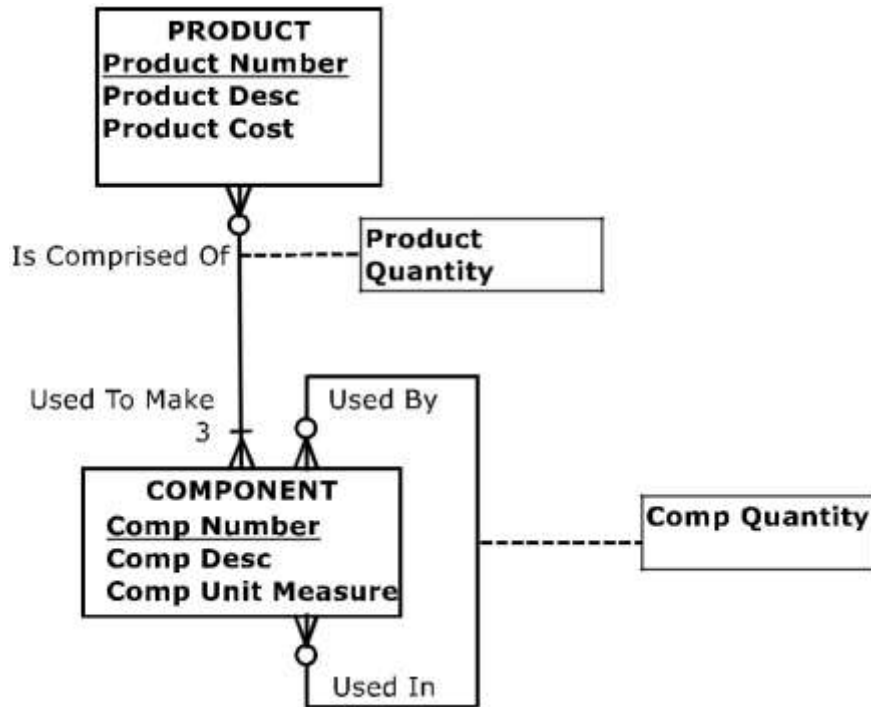 PRODUCT
Product Number
Product Desc
Product Cost
Is Comprised Of
Product
Quantity
Used To Make
3
Used By
COMPONENT
Comp Number
Comp Desc
Comp Unit Measure
Comp Quantity
Used In